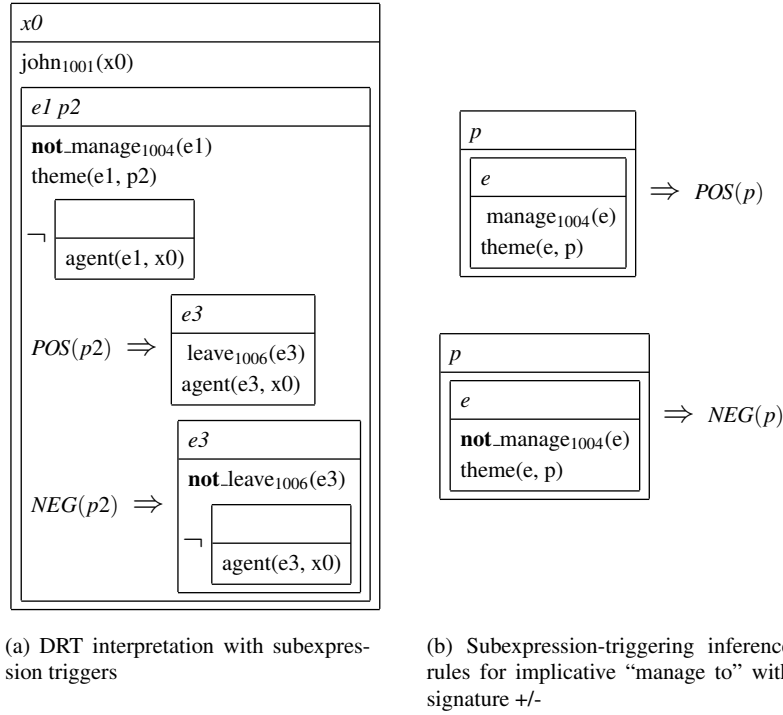 x0
john1001(x0)
e1 p2
not_manage1004(e1)
theme(e1, p2)
¬
agent(e1, x0)
POS(p2) ⇒
e3
leave1006(e3)
agent(e3, x0)
NEG(p2) ⇒
e3
not_leave1006(e3)
¬
agent(e3, x0)
(a) DRT interpretation with subexpres-
sion triggers
p
e
manage1004(e)
theme(e, p)
⇒ POS(p)
p
e
not_manage1004(e)
theme(e, p)
⇒ NEG(p)
(b) Subexpression-triggering inference
rules for implicative “manage to” with
signature +/-